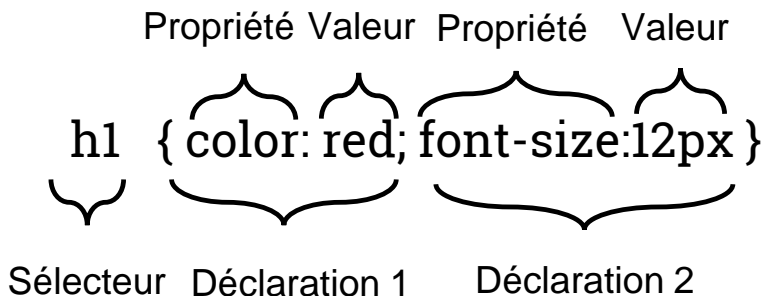 Propriété Valeur Propriété Valeur
h1 { color: red; font-size:12px }
Sélecteur Déclaration 1 Déclaration 2